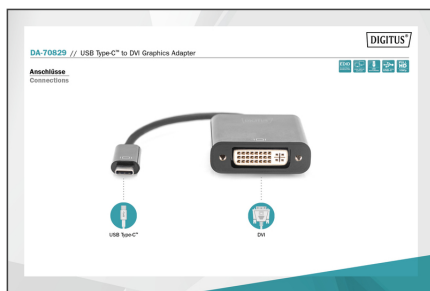 DIGITUS®
DA-70829 // USB Type-C™ to DVI Graphics Adapter
Anschlüsse
Connections
USB Type-C™
DVI